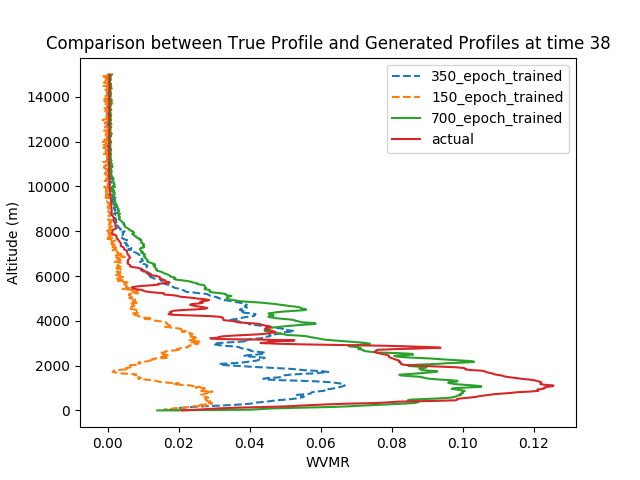 Comparison between True Profile and Generated Profiles at time 38
350_epoch_trained
150_epoch_trained
700_epoch_trained
actual
Altitude (m)
14000
12000
10000
8000
6000
4000
2000
0
0.00 0.02 0.04 0.06 0.08 0.10 0.12
WVMR